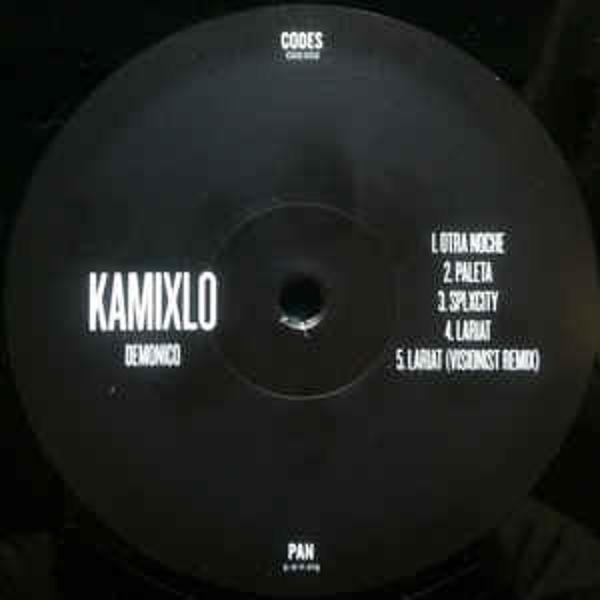 CODES
KAMIXLO
DEMONICO
1. OTRA NOCHE
2. PALETA
3. SPLXCITY
4. LARIAT
5. LARIAT (VISIONIST REMIX)
PAN